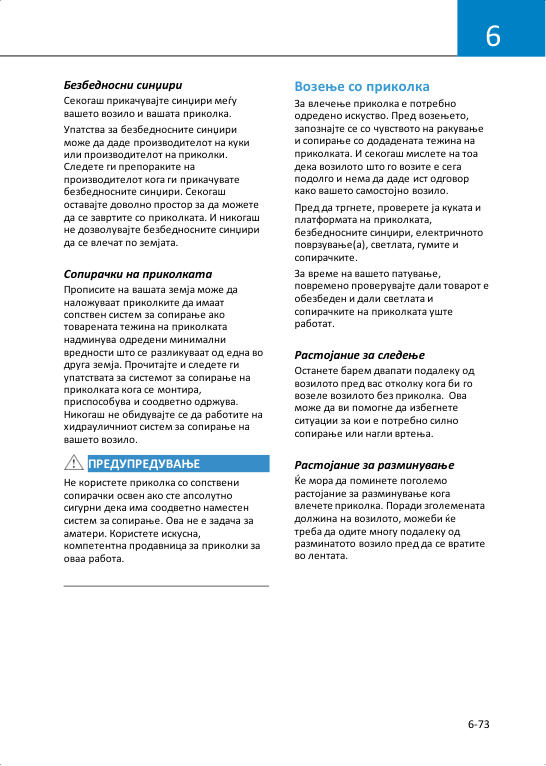 6
Безбедносни синџири
Секогаш прикачувајте синџири меѓу
вашето возило и вашата приколка.
Упатства за безбедносните синџири
може да даде производителот на куки
или производителот на приколки.
Следете ги препораките на
производителот кога ги прикачувате
безбедносните синџири. Секогаш
оставајте доволно простор за да можете
да се завртите со приколката. И никогаш
не дозволувајте безбедносните синџири
да се влечат по земјата.
Сопирачки на приколката
Прописите на вашата земја може да
наложуваат приколките да имаат
сопствен систем за сопирање ако
товарената тежина на приколката
надминува одредени минимални
вредности што се разликуваат од една во
друга земја. Прочитајте и следете ги
упатствата за системот за сопирање на
приколката кога се монтира,
приспособува и соодветно одржува.
Никогаш не обидувајте се да работите на
хидрауличниот систем за сопирање на
вашето возило.
ПРЕДУПРЕДУВАЊЕ
Не користете приколка со сопствени
сопирачки освен ако сте апсолутно
сигурни дека има соодветно наместен
систем за сопирање. Ова не е задача за
аматери. Користете искусна,
компетентна продавница за приколки за
оваа работа.
Возење со приколка
За влечење приколка е потребно
одредено искуство. Пред возењето,
запознајте се со чувството на ракување
и сопирање со додадената тежина на
приколката. И секогаш мислете на тоа
дека возилото што го возите е сега
подолго и нема да даде ист одговор
како вашето самостојно возило.
Пред да тргнете, проверете ја куката и
платформата на приколката,
безбедносните синџири, електричното
поврзување(а), светлата, гумите и
сопирачките.
За време на вашето патување,
повремено проверувајте дали товарот е
обезбеден и дали светлата и
сопирачките на приколката уште
работат.
Растојание за следење
Останете барем двапати подалеку од
возилото пред вас отколку кога би го
возеле возилото без приколка. Ова
може да ви помогне да избегнете
ситуации за кои е потребно силно
сопирање или нагли вртења.
Растојание за разминување
Ќе мора да поминете поголемо
растојание за разминување кога
влечете приколка. Поради зголемената
должина на возилото, можеби ќе
треба да одите многу подалеку од
разминатото возило пред да се вратите
во лентата.
6-73